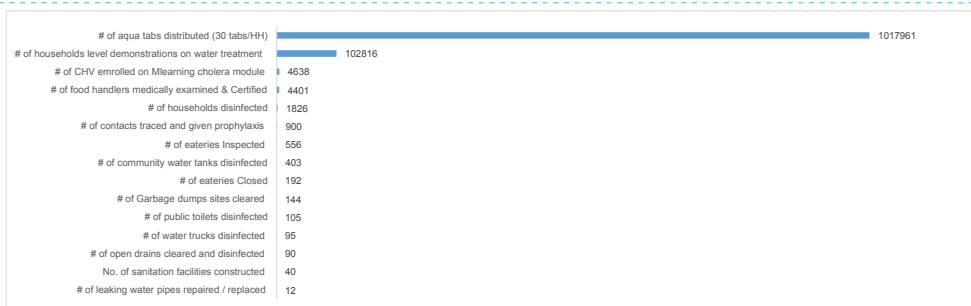 # of aqua tabs distributed (30 tabs/HH) 1017961
# of households level demonstrations on water treatment 102816
# of CHV emrolled on Mlearning cholera module 4638
# of food handlers medically examined & Certified 4401
# of households disinfected 1826
# of contacts traced and given prophylaxis 900
# of eateries Inspected 556
# of community water tanks disinfected 403
# of eateries Closed 192
# of Garbage dumps sites cleared 144
# of public toilets disinfected 105
# of water trucks disinfected 95
# of open drains cleared and disinfected 90
No. of sanitation facilities constructed 40
# of leaking water pipes repaired / replaced 12